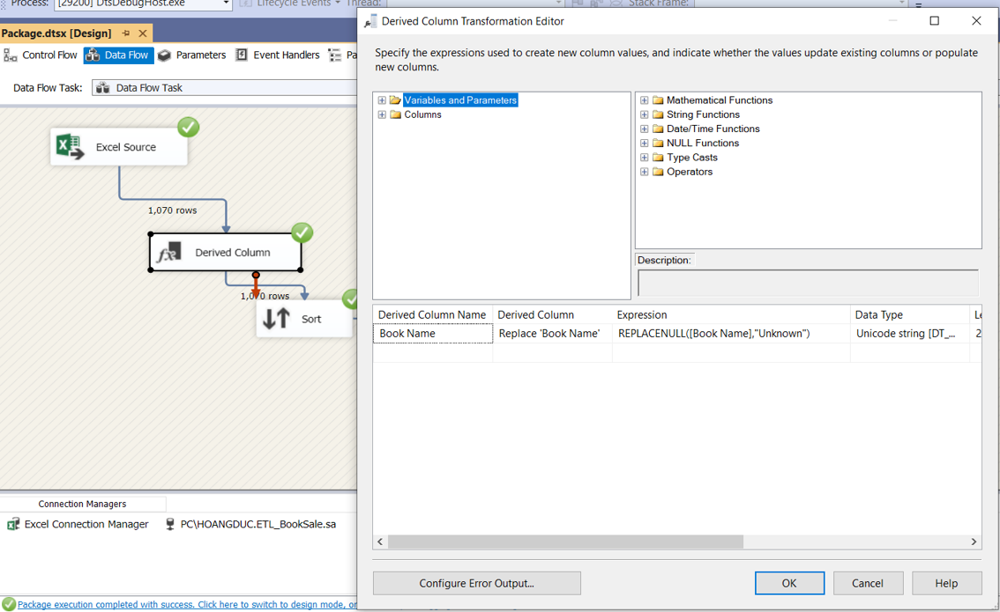 Process: [29200] DtsDebugHost.exe Lifecycle Events Thread: Stack Frame:
Package.dtsx [Design]
Control Flow Data Flow Parameters Event Handlers Pa
Data Flow Task: Data Flow Task
Excel Source
1,070 rows
Derived Column
1,070 rows
Sort
Connection Managers
Excel Connection Manager PC\HOANGDUC.ETL_BookSale.sa
Package execution completed with success. Click here to switch to design mode, or
Derived Column Transformation Editor
Specify the expressions used to create new column values, and indicate whether the values update existing columns or populate
new columns.
Variables and Parameters
Columns
Mathematical Functions
String Functions
Date/Time Functions
NULL Functions
Type Casts
Operators
Description:
Derived Column Name Derived Column Expression Data Type Le
Book Name Replace 'Book Name' REPLACENULL([Book Name],"Unknown") Unicode string [DT_... 2
Configure Error Output... OK Cancel Help